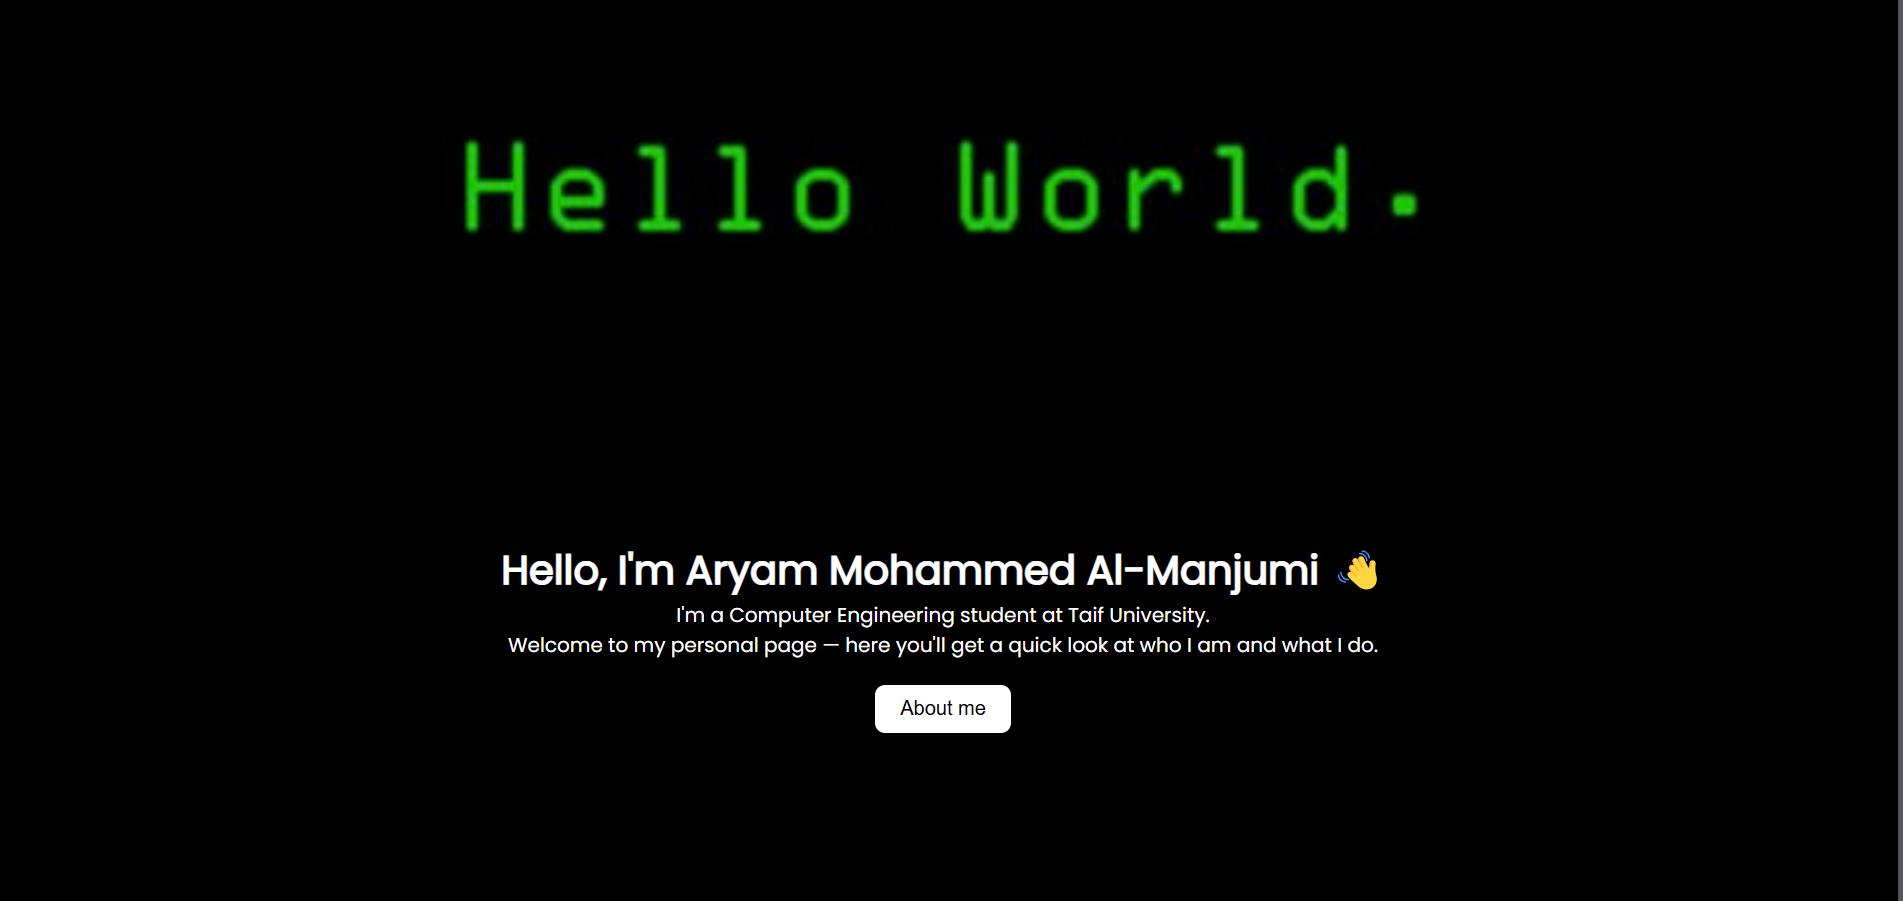 Hello World.
Hello, I'm Aryam Mohammed Al-Manjumi 👋
I'm a Computer Engineering student at Taif University.
Welcome to my personal page — here you'll get a quick look at who I am and what I do.
About me